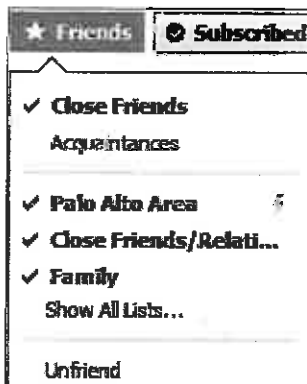 ★ Friends ✔ Subscribed
✔ Close Friends
Acquaintances
✔ Palo Alto Area
✔ Close Friends/Relati...
✔ Family
Show All Lists...
Unfriend